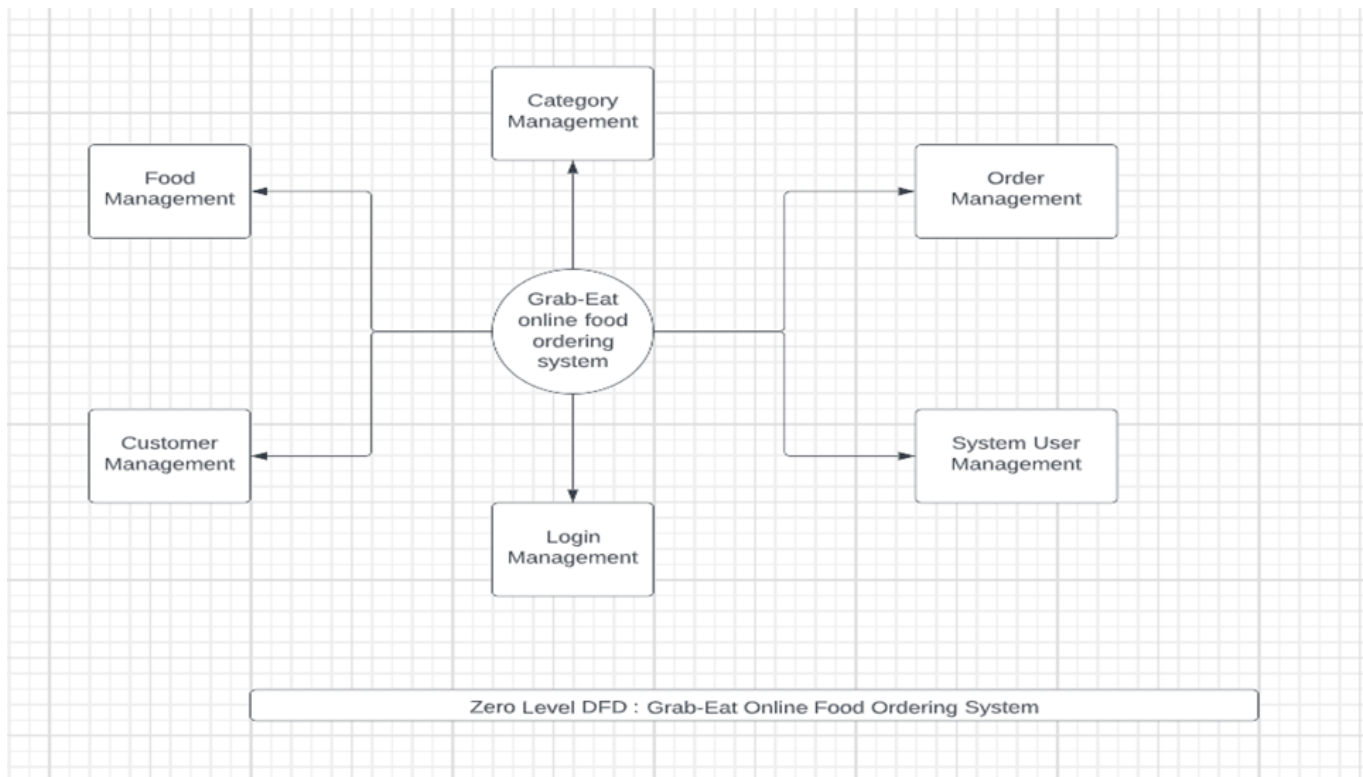 Category
Management
Food
Management
Order
Management
Grab-Eat
online food
ordering
system
Customer
Management
System User
Management
Login
Management
Zero Level DFD : Grab-Eat Online Food Ordering System